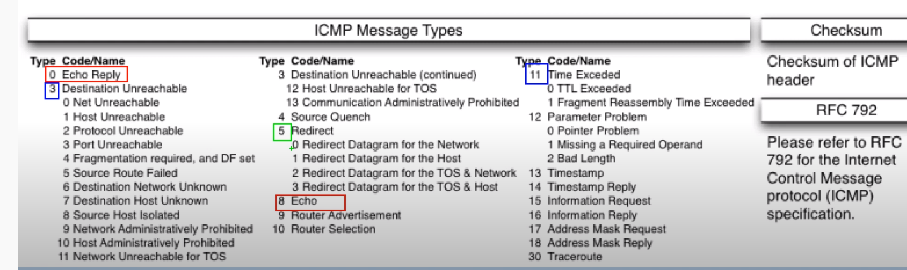 ICMP Message Types
Type Code/Name
0 Echo Reply
3 Destination Unreachable
0 Net Unreachable
1 Host Unreachable
2 Protocol Unreachable
3 Port Unreachable
4 Fragmentation required, and DF set
5 Source Route Failed
6 Destination Network Unknown
7 Destination Host Unknown
8 Source Host Isolated
9 Network Administratively Prohibited
10 Host Administratively Prohibited
11 Network Unreachable for TOS
Type Code/Name
3 Destination Unreachable (continued)
12 Host Unreachable for TOS
13 Communication Administratively Prohibited
4 Source Quench
5 Redirect
0 Redirect Datagram for the Network
1 Redirect Datagram for the Host
2 Redirect Datagram for the TOS & Network
3 Redirect Datagram for the TOS & Host
8 Echo
9 Router Advertisement
10 Router Selection
Type Code/Name
11 Time Exceded
0 TTL Exceeded
1 Fragment Reassembly Time Exceeded
12 Parameter Problem
0 Pointer Problem
1 Missing a Required Operand
2 Bad Length
13 Timestamp
14 Timestamp Reply
15 Information Request
16 Information Reply
17 Address Mask Request
18 Address Mask Reply
30 Traceroute
Checksum
Checksum of ICMP
header
RFC 792
Please refer to RFC
792 for the Internet
Control Message
protocol (ICMP)
specification.